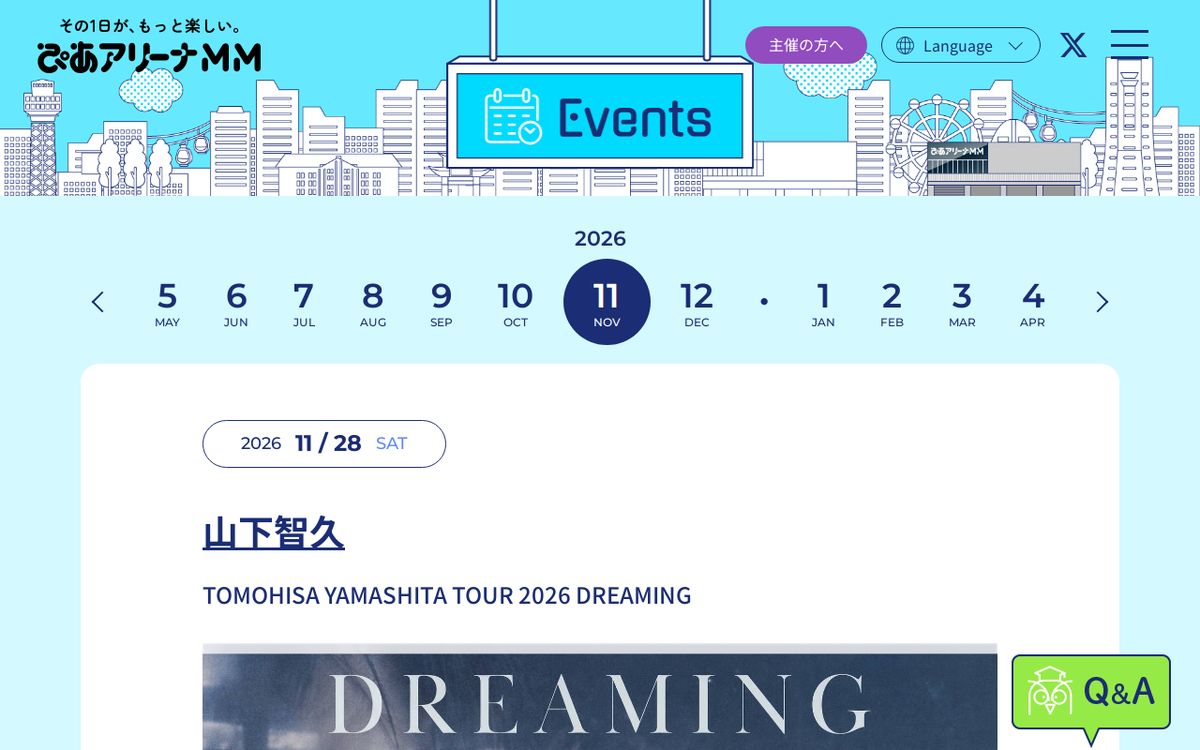 その1日が、もっと楽しい。
ぴあアリーナMM
主催の方へ
Language
Events
ぴあアリーナMM
2026
5 6 7 8 9 10 11 12 • 1 2 3 4
MAY JUN JUL AUG SEP OCT NOV DEC JAN FEB MAR APR
2026 11 / 28 SAT
山下智久
TOMOHISA YAMASHITA TOUR 2026 DREAMING
DREAMING
Q&A